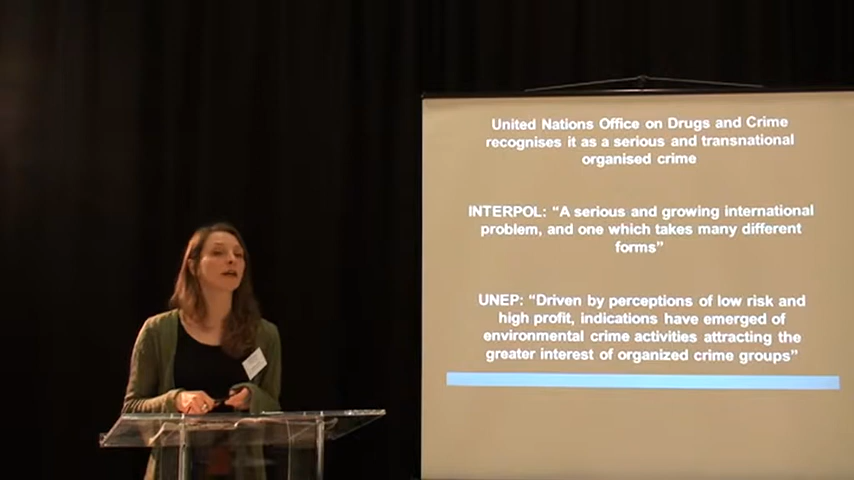 United Nations Office on Drugs and Crime
recognises it as a serious and transnational
organised crime
INTERPOL: “A serious and growing international
problem, and one which takes many different
forms”
UNEP: “Driven by perceptions of low risk and
high profit, indications have emerged of
environmental crime activities attracting the
greater interest of organized crime groups”